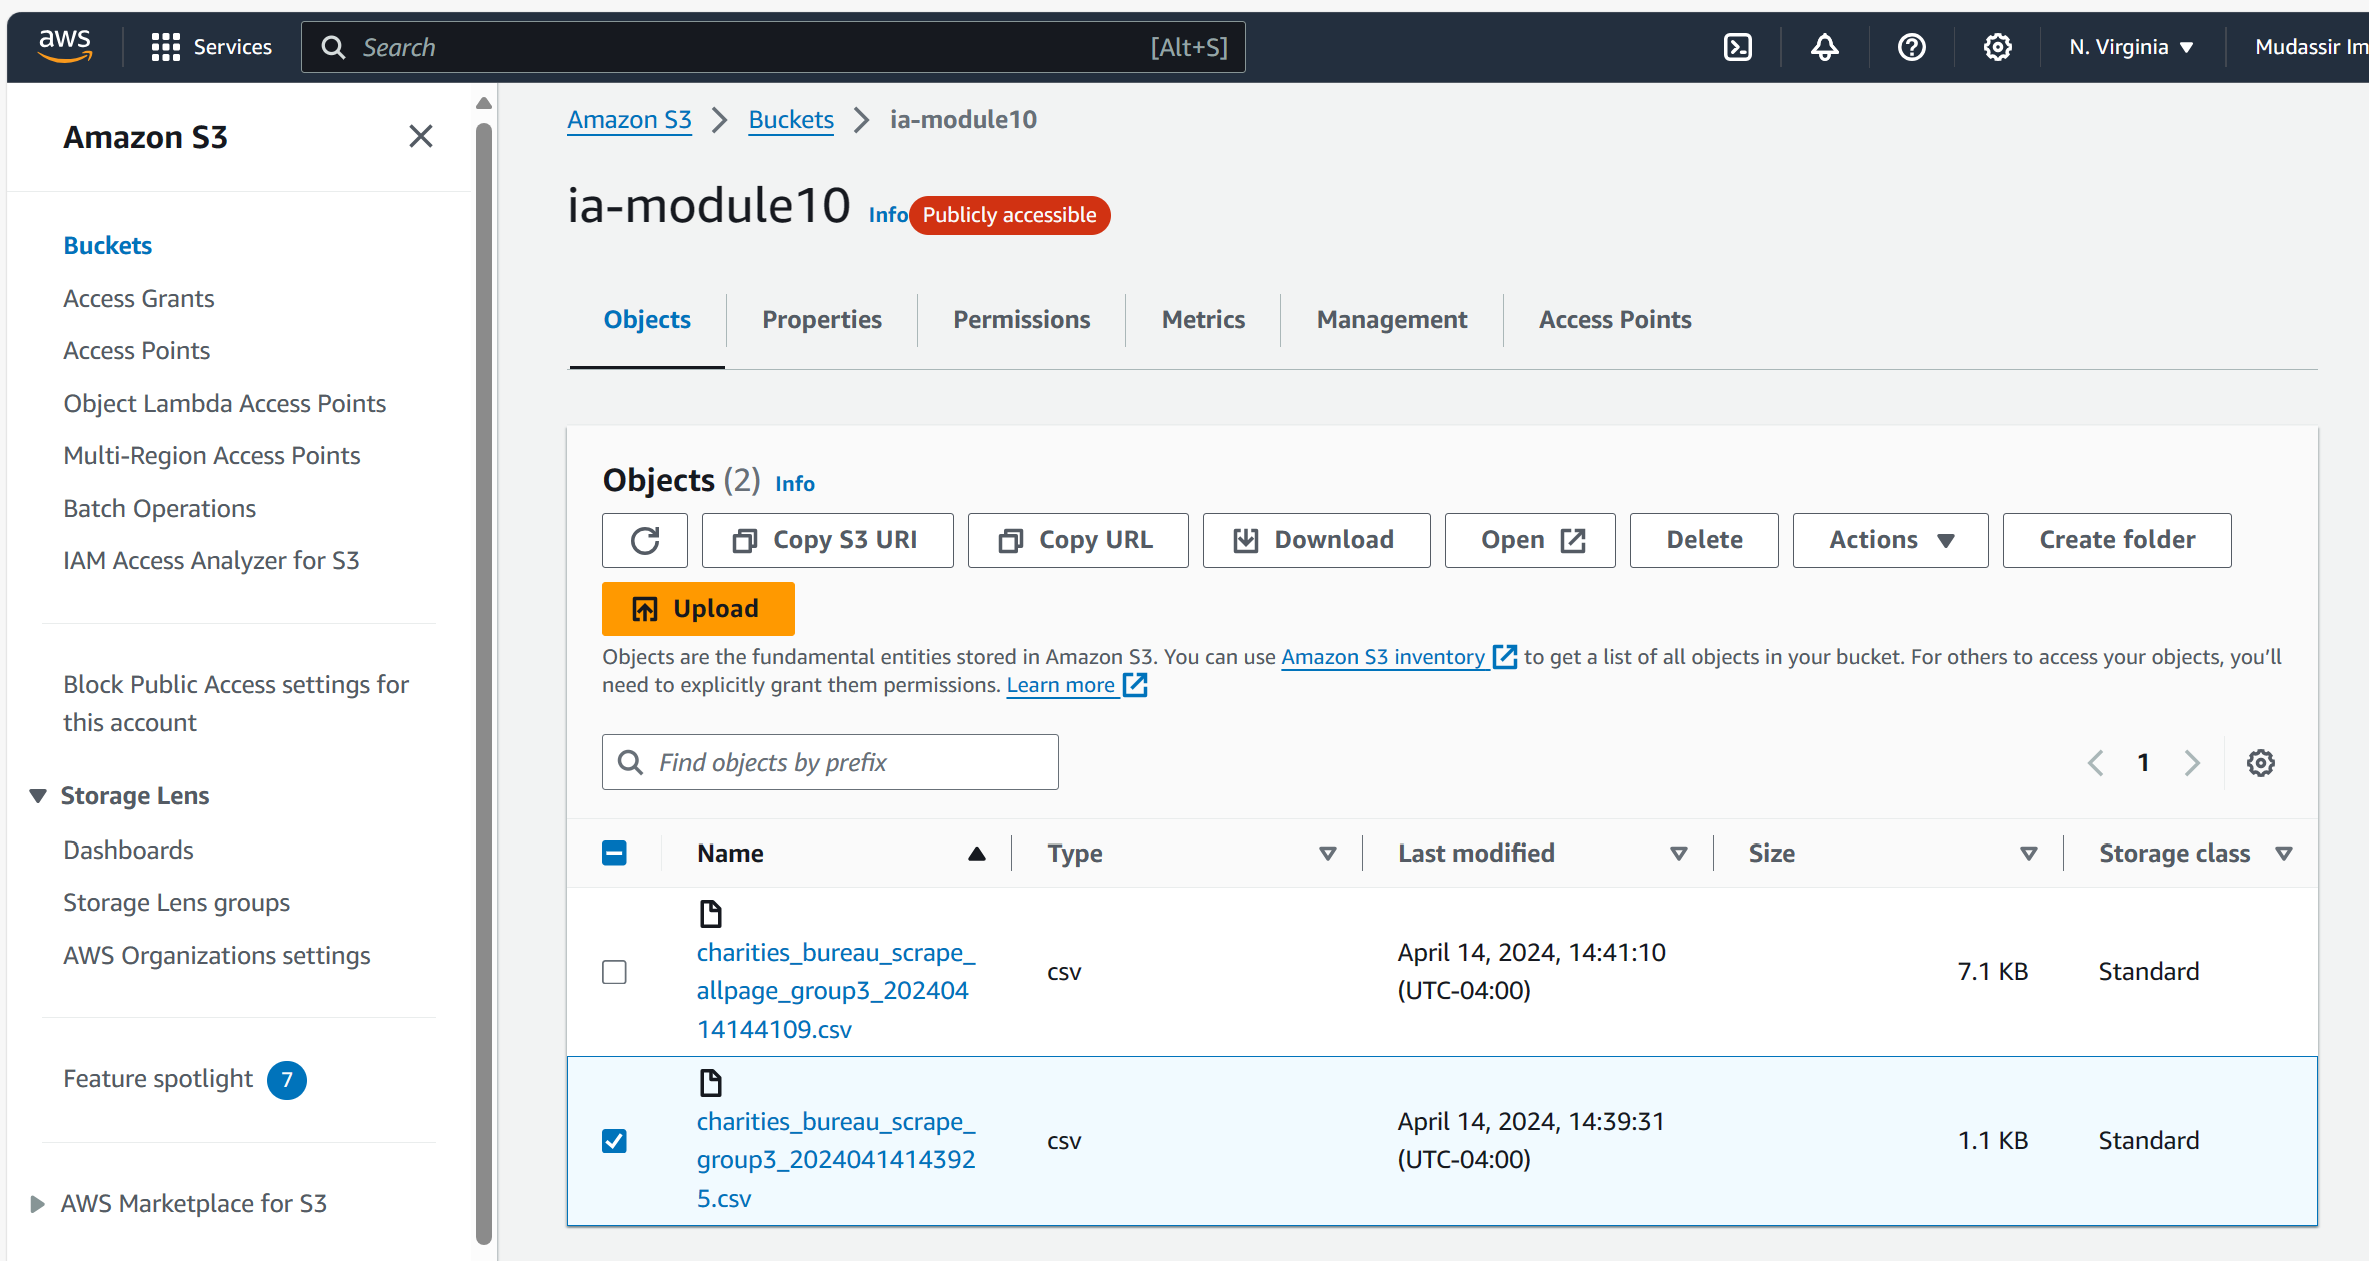 aws
Services
Search
[Alt+S]
N. Virginia
Mudassir Im
Amazon S3
Buckets
Access Grants
Access Points
Object Lambda Access Points
Multi-Region Access Points
Batch Operations
IAM Access Analyzer for S3
Block Public Access settings for
this account
Storage Lens
Dashboards
Storage Lens groups
AWS Organizations settings
Feature spotlight 7
AWS Marketplace for S3
Amazon S3 > Buckets > ia-module10
ia-module10 Info Publicly accessible
Objects
Properties
Permissions
Metrics
Management
Access Points
Objects (2) Info
Copy S3 URI
Copy URL
Download
Open
Delete
Actions
Create folder
Upload
Objects are the fundamental entities stored in Amazon S3. You can use Amazon S3 inventory to get a list of all objects in your bucket. For others to access your objects, you’ll
need to explicitly grant them permissions. Learn more
Find objects by prefix
1
Name
Type
Last modified
Size
Storage class
charities_bureau_scrape_
allpage_group3_202404
14144109.csv
csv
April 14, 2024, 14:41:10
(UTC-04:00)
7.1 KB
Standard
charities_bureau_scrape_
group3_2024041414392
5.csv
csv
April 14, 2024, 14:39:31
(UTC-04:00)
1.1 KB
Standard